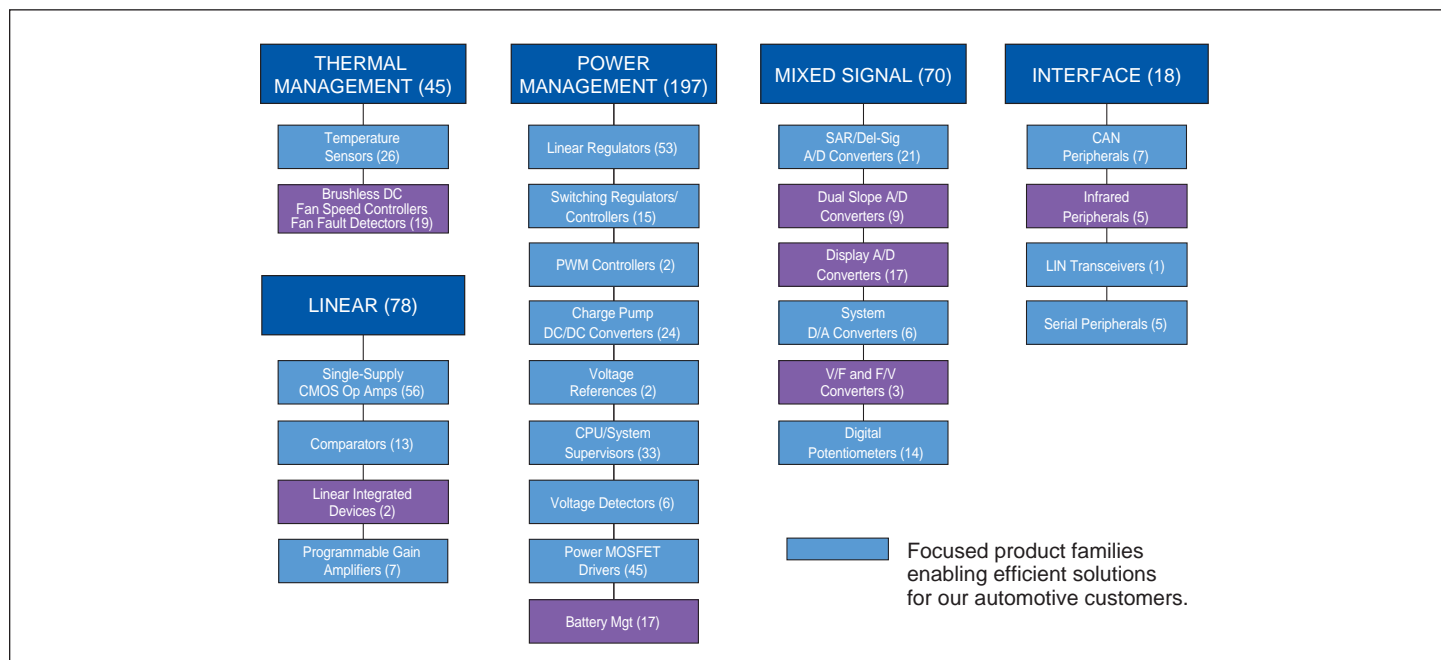 THERMAL
MANAGEMENT (45)
Temperature
Sensors (26)
Brushless DC
Fan Speed Controllers
Fan Fault Detectors (19)
LINEAR (78)
Single-Supply
CMOS Op Amps (56)
Comparators (13)
Linear Integrated
Devices (2)
Programmable Gain
Amplifiers (7)
POWER
MANAGEMENT (197)
Linear Regulators (53)
Switching Regulators/
Controllers (15)
PWM Controllers (2)
Charge Pump
DC/DC Converters (24)
Voltage
References (2)
CPU/System
Supervisors (33)
Voltage Detectors (6)
Power MOSFET
Drivers (45)
Battery Mgt (17)
MIXED SIGNAL (70)
SAR/Del-Sig
A/D Converters (21)
Dual Slope A/D
Converters (9)
Display A/D
Converters (17)
System
D/A Converters (6)
V/F and F/V
Converters (3)
Digital
Potentiometers (14)
INTERFACE (18)
CAN
Peripherals (7)
Infrared
Peripherals (5)
LIN Transceivers (1)
Serial Peripherals (5)
Focused product families
enabling efficient solutions
for our automotive customers.